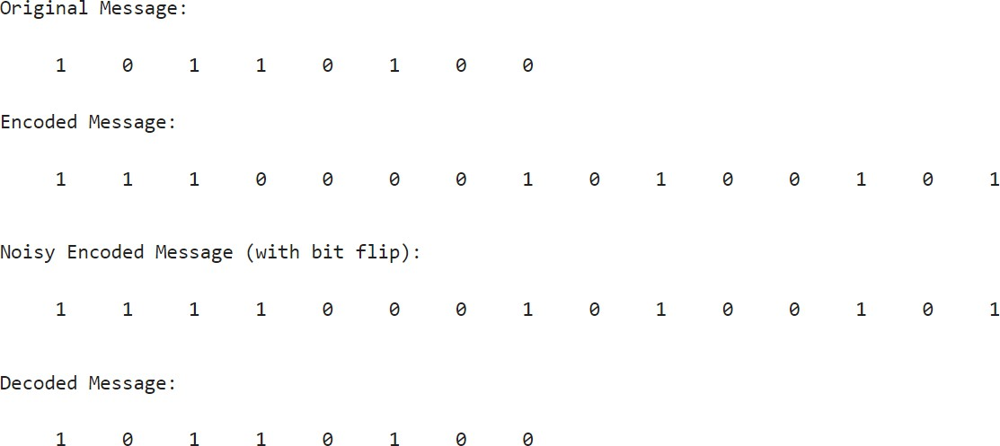 Original Message:
1 0 1 1 0 1 0 0
Encoded Message:
1 1 1 0 0 0 0 1 0 1 0 0 1 0 1
Noisy Encoded Message (with bit flip):
1 1 1 1 0 0 0 1 0 1 0 0 1 0 1
Decoded Message:
1 0 1 1 0 1 0 0